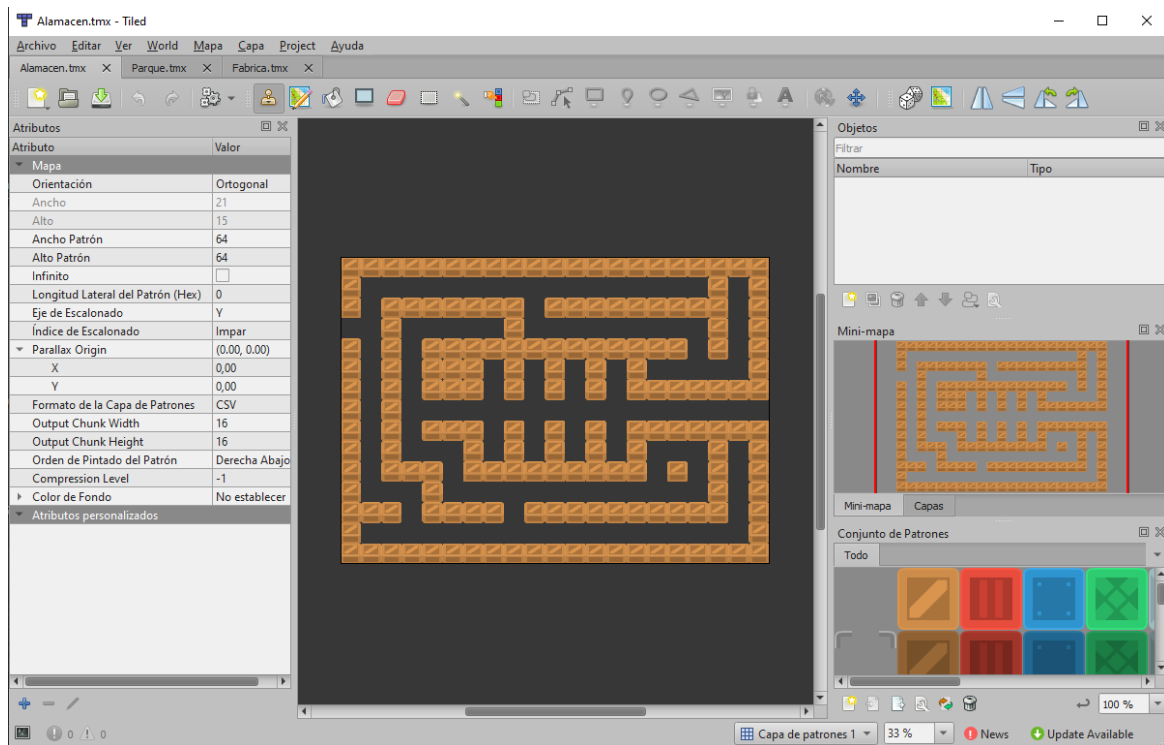 Alamacen.tmx - Tiled
Archivo Editar Ver World Mapa Capa Project Ayuda
Alamacen.tmx Parque.tmx Fabrica.tmx
Atributos
Atributo Valor
Mapa
Orientación Ortogonal
Ancho 21
Alto 15
Ancho Patrón 64
Alto Patrón 64
Infinito
Longitud Lateral del Patrón (Hex) 0
Eje de Escalonado Y
Índice de Escalonado Impar
Parallax Origin (0.00, 0.00)
X 0,00
Y 0,00
Formato de la Capa de Patrones CSV
Output Chunk Width 16
Output Chunk Height 16
Orden de Pintado del Patrón Derecha Abajo
Compression Level -1
Color de Fondo No establecer
Atributos personalizados
Objetos
Filtrar
Nombre Tipo
Mini-mapa
Mini-mapa Capas
Conjunto de Patrones
Todo
100 %
0 0
Capa de patrones 1 33 % News Update Available